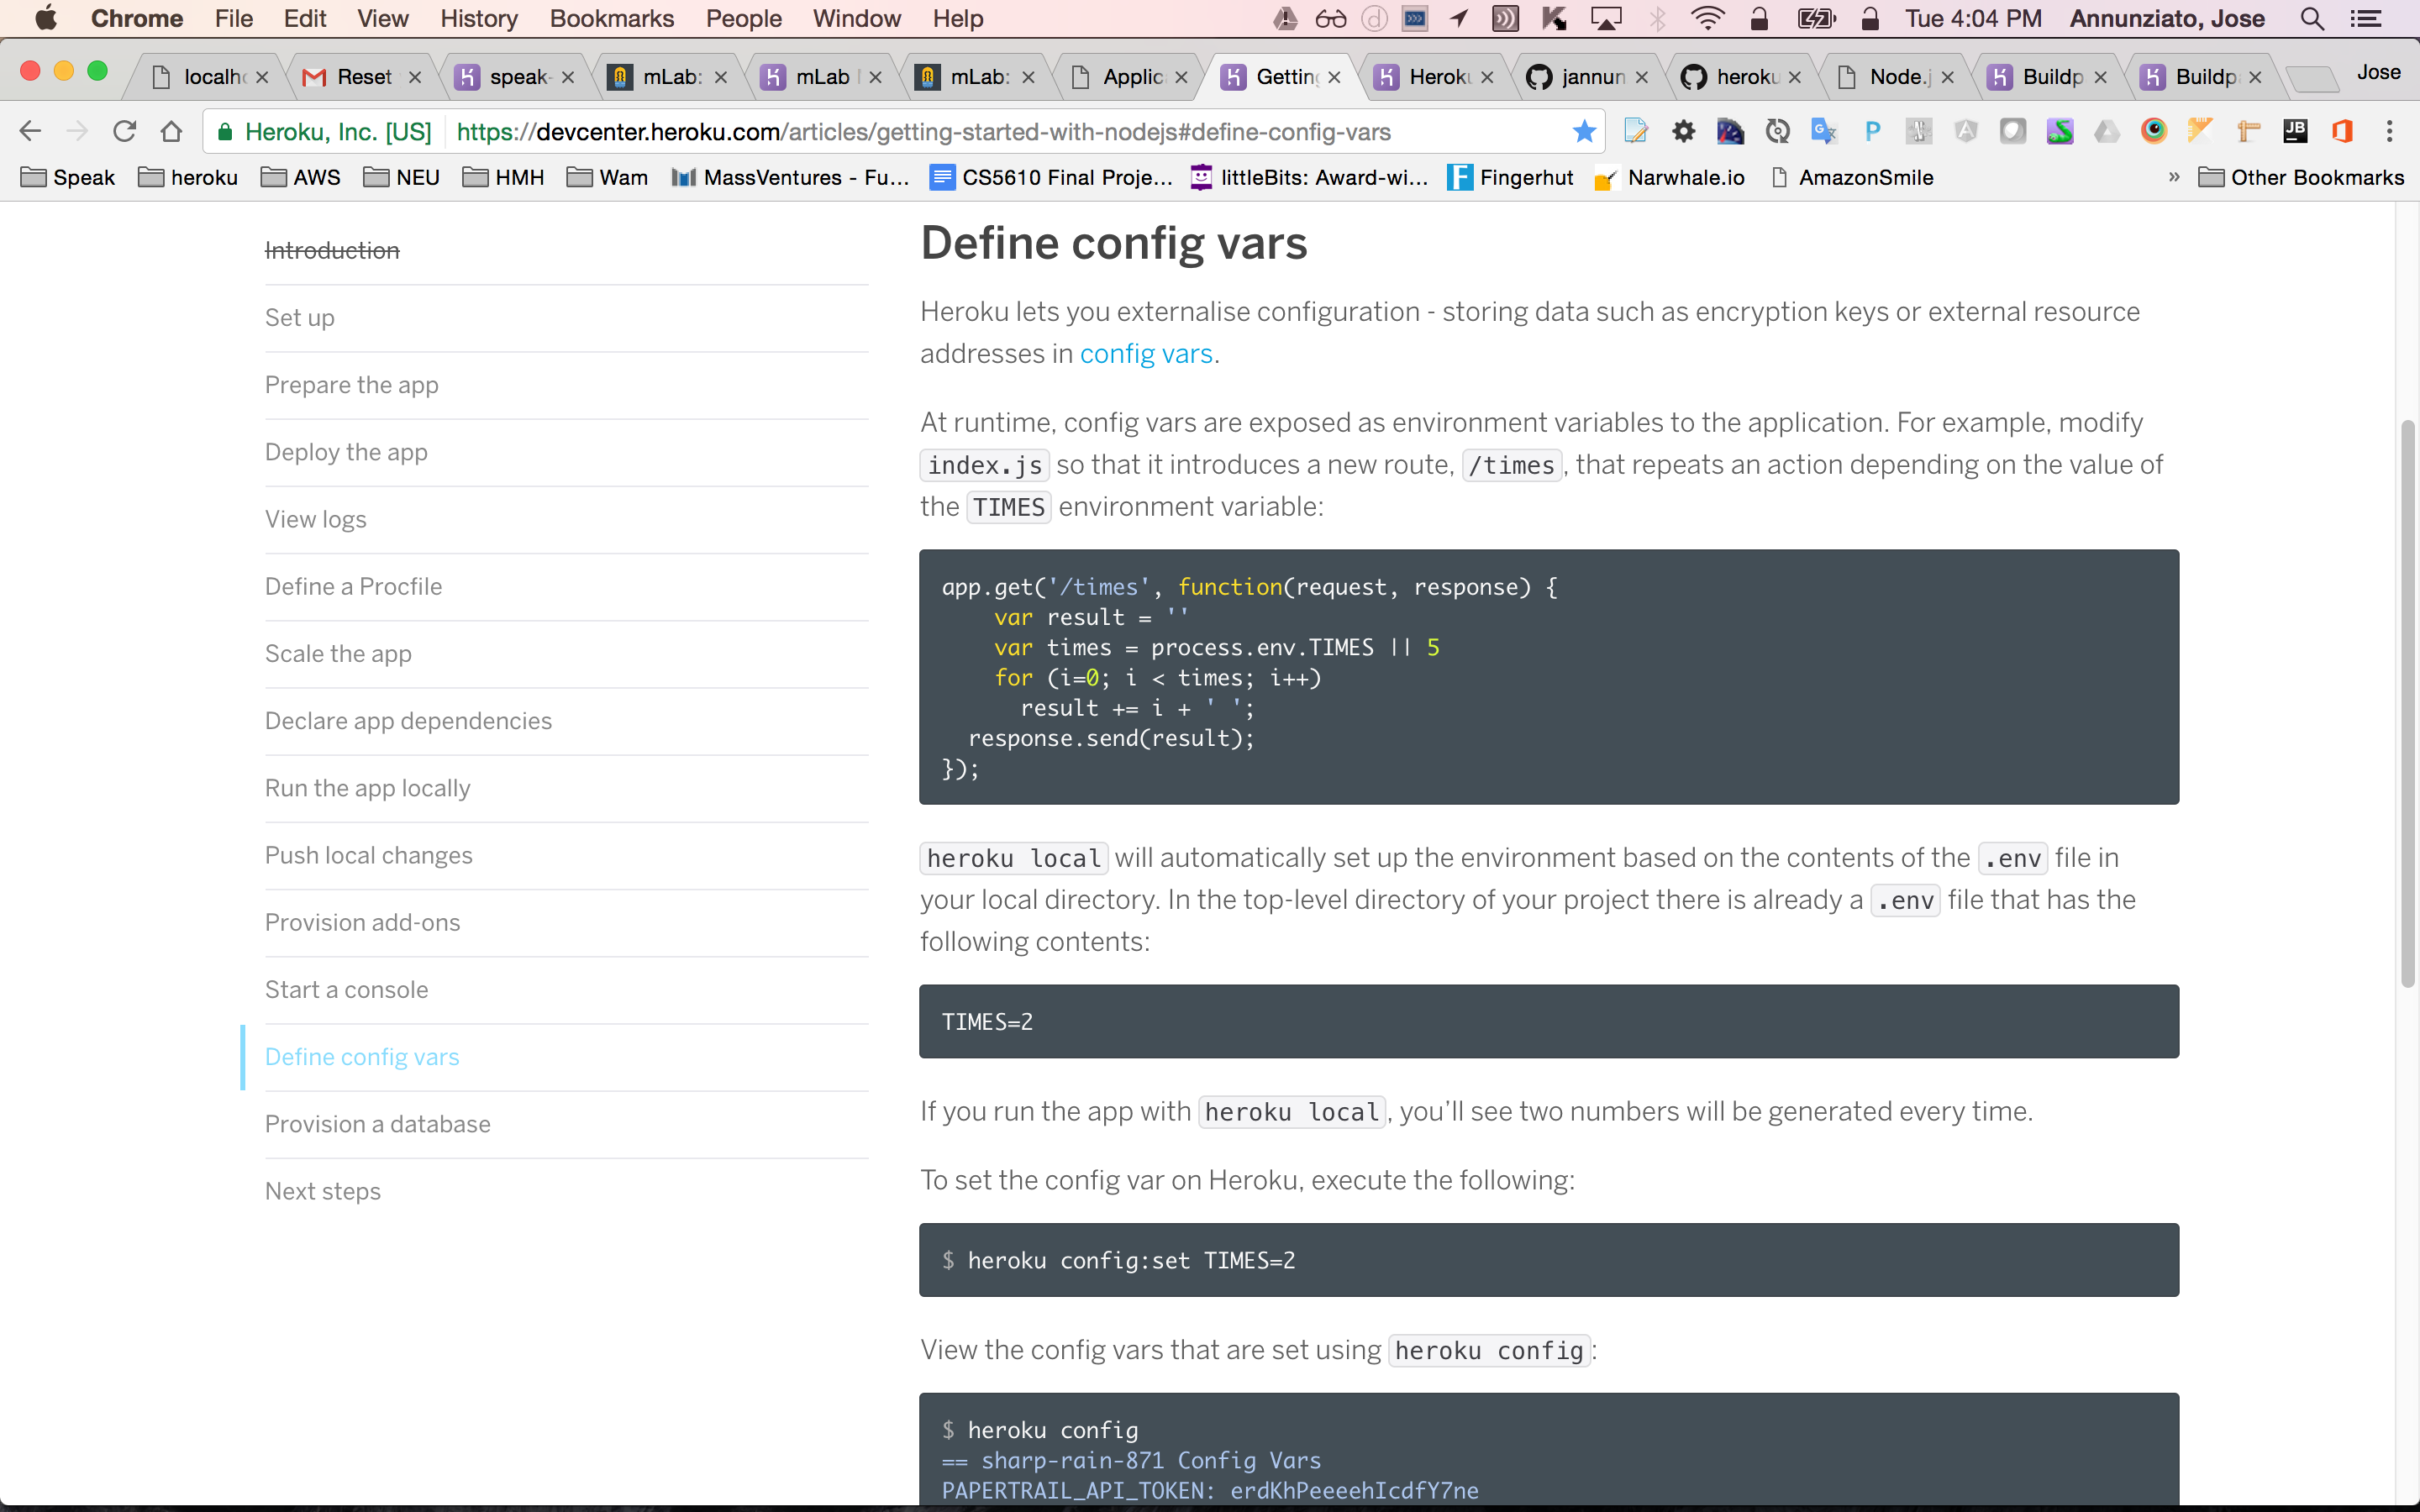 Chrome File Edit View History Bookmarks People Window Help Tue 4:04 PM Annunziato, Jose
localh Reset speak- mLab: mLab mLab: Applic Getting Heroku jannun heroku Node.j Buildp Buildp Jose
Heroku, Inc. [US] https://devcenter.heroku.com/articles/getting-started-with-nodejs#define-config-vars
Speak heroku AWS NEU HMH Wam MassVentures - Fu... CS5610 Final Proje... littleBits: Award-wi... Fingerhut Narwhale.io AmazonSmile » Other Bookmarks
Introduction
Set up
Prepare the app
Deploy the app
View logs
Define a Procfile
Scale the app
Declare app dependencies
Run the app locally
Push local changes
Provision add-ons
Start a console
Define config vars
Provision a database
Next steps
Define config vars
Heroku lets you externalise configuration - storing data such as encryption keys or external resource
addresses in config vars.
At runtime, config vars are exposed as environment variables to the application. For example, modify
index.js so that it introduces a new route, /times, that repeats an action depending on the value of
the TIMES environment variable:
app.get('/times', function(request, response) {
    var result = ''
    var times = process.env.TIMES || 5
    for (i=0; i < times; i++)
      result += i + ' ';
  response.send(result);
});
heroku local will automatically set up the environment based on the contents of the .env file in
your local directory. In the top-level directory of your project there is already a .env file that has the
following contents:
TIMES=2
If you run the app with heroku local, you’ll see two numbers will be generated every time.
To set the config var on Heroku, execute the following:
$ heroku config:set TIMES=2
View the config vars that are set using heroku config:
$ heroku config
== sharp-rain-871 Config Vars
PAPERTRAIL_API_TOKEN: erdKhPeeeehIcdfY7ne